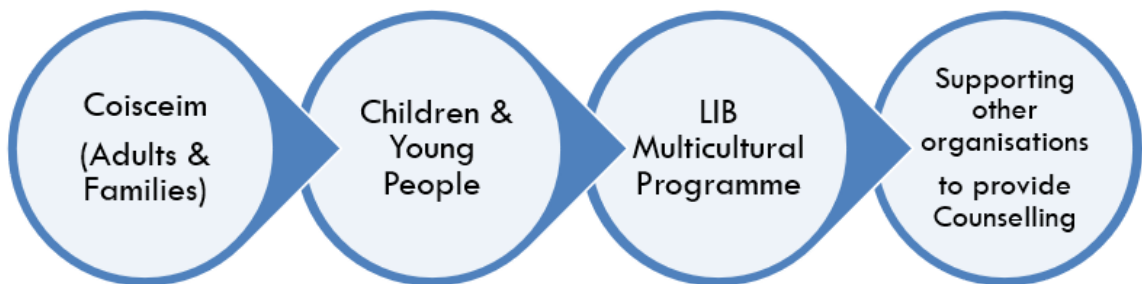 Coisceim
(Adults &
Families)
Children &
Young
People
LIB
Multicultural
Programme
Supporting
other
organisations
to provide
Counselling